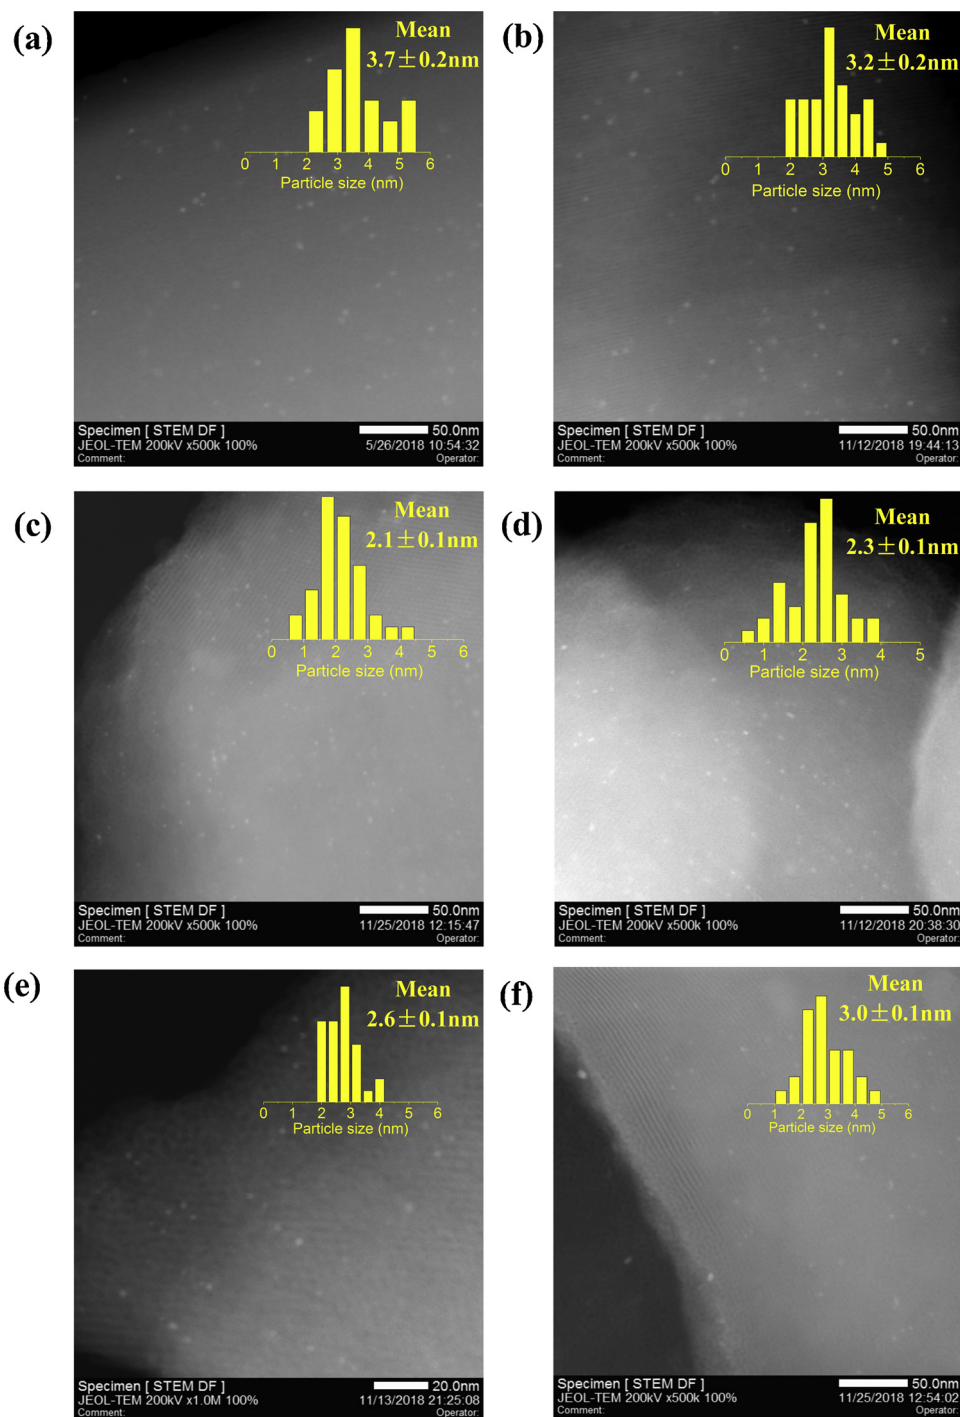 (a)
Mean
3.7±0.2nm
0 1 2 3 4 5 6
Particle size (nm)
Specimen [ STEM DF ] 50.0nm
JEOL-TEM 200kV x500k 100% 5/26/2018 10:54:32
Comment: Operator:
(b)
Mean
3.2±0.2nm
0 1 2 3 4 5 6
Particle size (nm)
Specimen [ STEM DF ] 50.0nm
JEOL-TEM 200kV x500k 100% 11/12/2018 19:44:13
Comment: Operator:
(c)
Mean
2.1±0.1nm
0 1 2 3 4 5 6
Particle size (nm)
Specimen [ STEM DF ] 50.0nm
JEOL-TEM 200kV x500k 100% 11/25/2018 12:15:47
Comment: Operator:
(d)
Mean
2.3±0.1nm
0 1 2 3 4 5
Particle size (nm)
Specimen [ STEM DF ] 50.0nm
JEOL-TEM 200kV x500k 100% 11/12/2018 20:38:30
Comment: Operator:
(e)
Mean
2.6±0.1nm
0 1 2 3 4 5 6
Particle size (nm)
Specimen [ STEM DF ] 20.0nm
JEOL-TEM 200kV x1.0M 100% 11/13/2018 21:25:08
Comment: Operator:
(f)
Mean
3.0±0.1nm
0 1 2 3 4 5 6
Particle size (nm)
Specimen [ STEM DF ] 50.0nm
JEOL-TEM 200kV x500k 100% 11/25/2018 12:54:02
Comment: Operator: